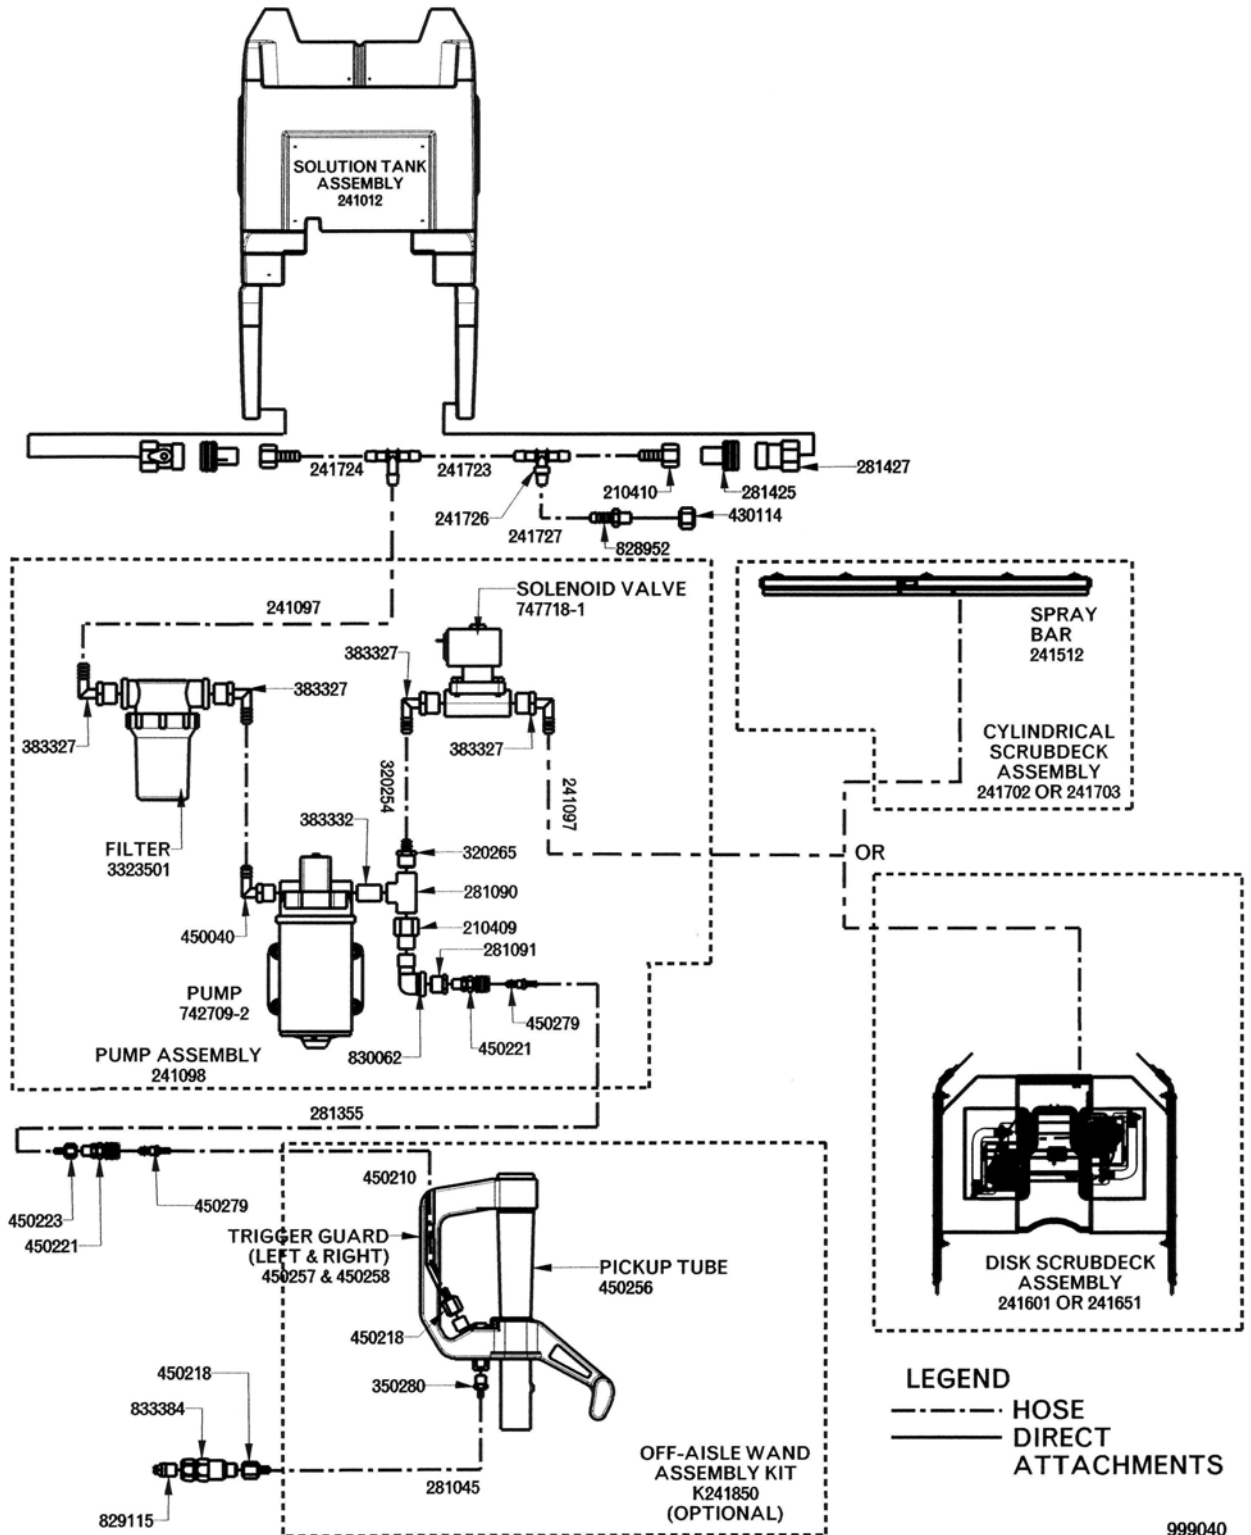 SOLUTION TANK
ASSEMBLY
241012
241724
241723
281427
210410
281425
241726
430114
241727
828952
241097
SOLENOID VALVE
747718-1
SPRAY
BAR
241512
383327
383327
383327
383327
CYLINDRICAL
SCRUBDECK
ASSEMBLY
241702 OR 241703
320254
241097
383332
FILTER
3323501
320265
OR
281090
450040
210409
281091
PUMP
742709-2
450279
830062
450221
PUMP ASSEMBLY
241098
281355
450210
450279
450223
450221
TRIGGER GUARD
(LEFT & RIGHT)
450257 & 450258
PICKUP TUBE
450256
DISK SCRUBDECK
ASSEMBLY
241601 OR 241651
450218
450218
350280
833384
LEGEND
HOSE
DIRECT
ATTACHMENTS
OFF-AISLE WAND
ASSEMBLY KIT
K241850
(OPTIONAL)
281045
829115
999040